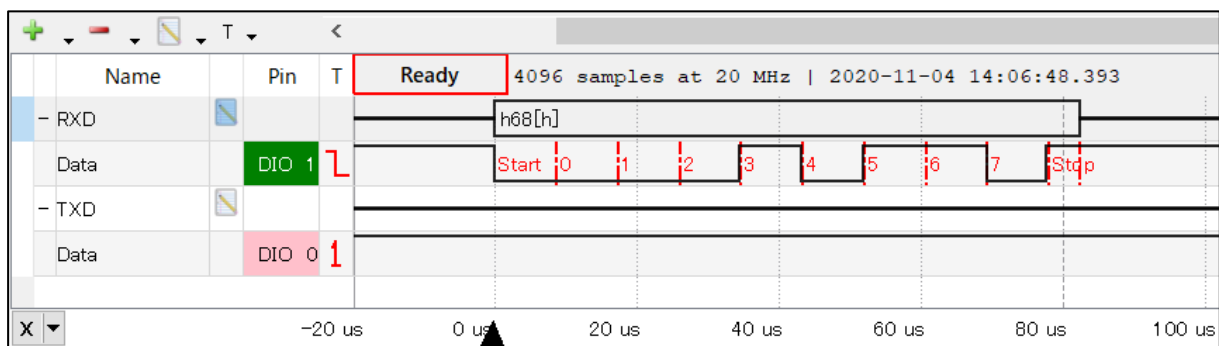 T <
Name Pin T Ready 4096 samples at 20 MHz | 2020-11-04 14:06:48.393
− RXD h68[h]
Data DIO 1 Start 0 1 2 3 4 5 6 7 Stop
− TXD
Data DIO 0
X −20 us 0 us 20 us 40 us 60 us 80 us 100 us